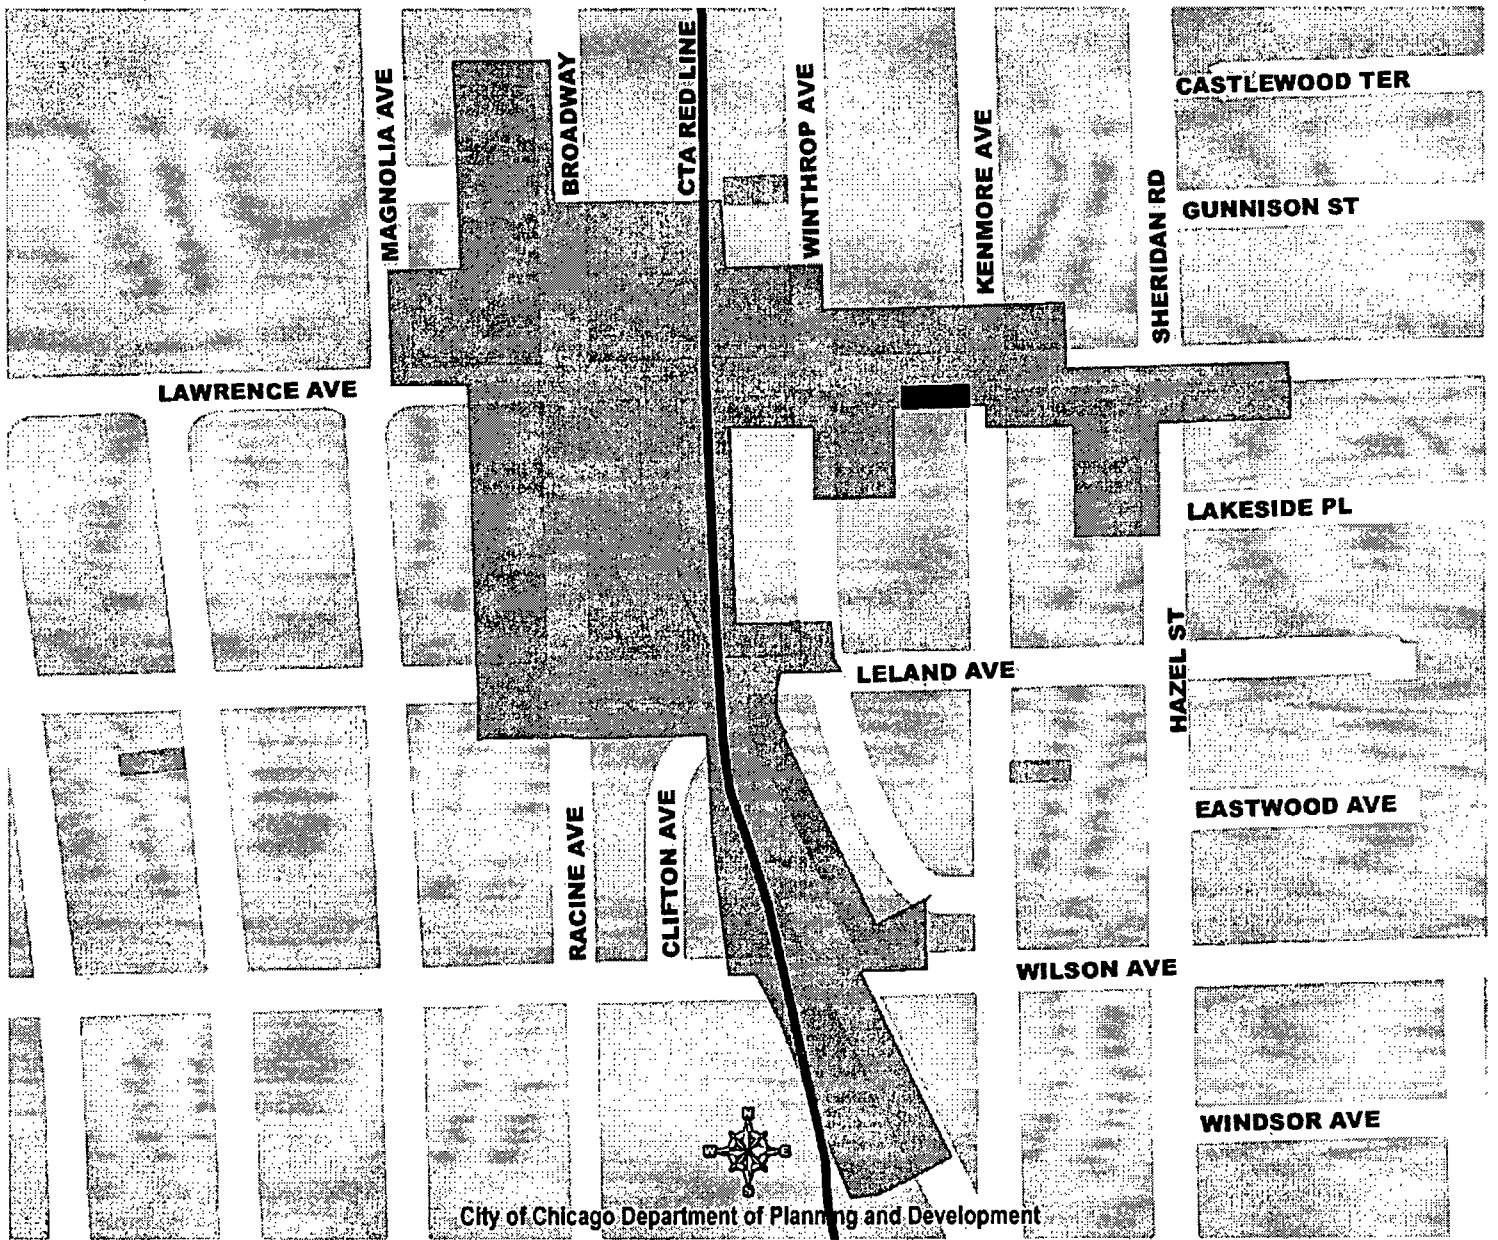 CASTLEWOOD TER
MAGNOLIA AVE
BROADWAY
CTA RED LINE
WINTHROP AVE
KENMORE AVE
SHERIDAN RD
GUNNISON ST
LAWRENCE AVE
LAKESIDE PL
LELAND AVE
HAZEL ST
EASTWOOD AVE
RACINE AVE
CLIFTON AVE
WILSON AVE
WINDSOR AVE
City of Chicago Department of Planning and Development